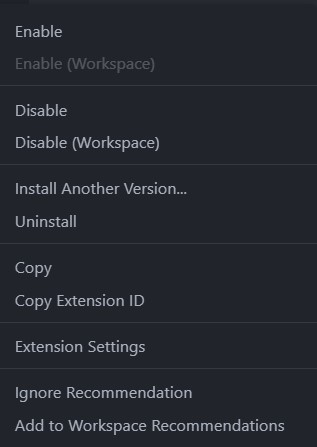 Enable
Enable (Workspace)
Disable
Disable (Workspace)
Install Another Version...
Uninstall
Copy
Copy Extension ID
Extension Settings
Ignore Recommendation
Add to Workspace Recommendations